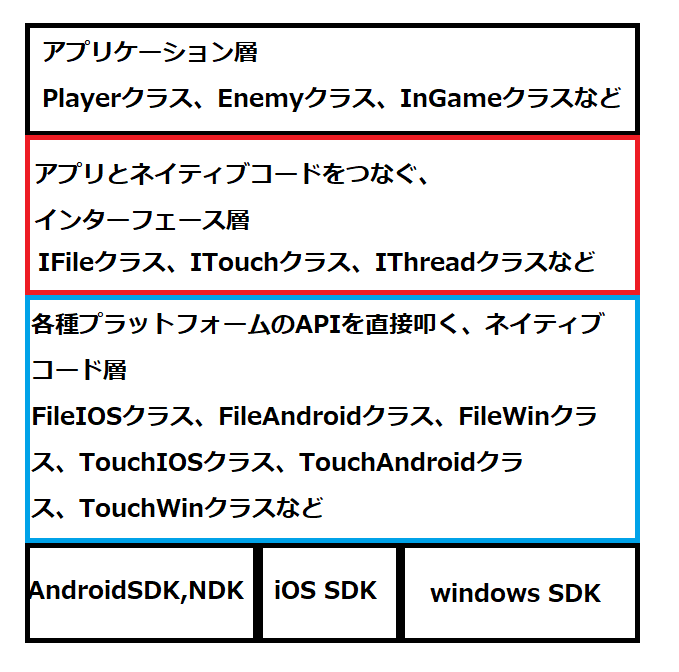 アプリケーション層
Playerクラス、Enemyクラス、InGameクラスなど
アプリとネイティブコードをつなぐ、
インターフェース層
IFileクラス、ITouchクラス、IThreadクラスなど
各種プラットフォームのAPIを直接叩く、ネイティブ
コード層
FileIOSクラス、FileAndroidクラス、FileWinクラ
ス、TouchIOSクラス、TouchAndroidクラ
ス、TouchWinクラスなど
AndroidSDK,NDK
iOS SDK
windows SDK